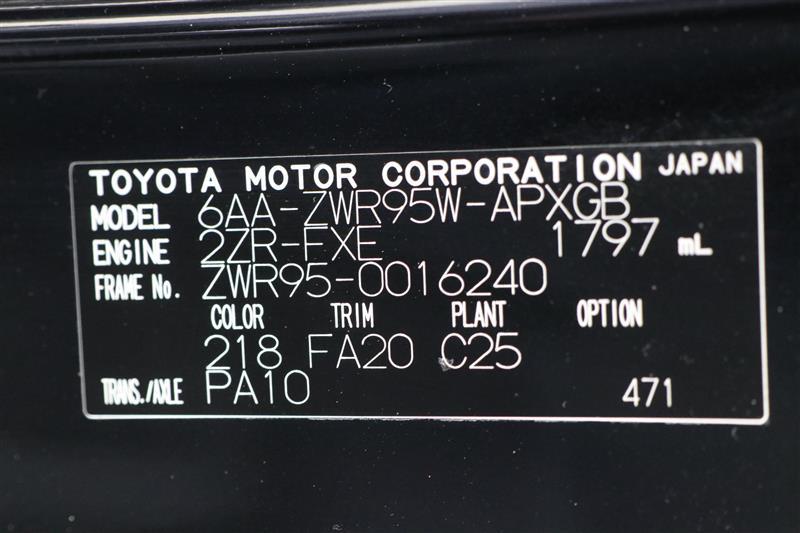 TOYOTA MOTOR CORPORATION JAPAN
MODEL 6AA-ZWR95W-APXGB
ENGINE 2ZR-FXE 1797 mL
FRAME No. ZWR95-0016240
COLOR TRIM PLANT OPTION
218 FA20 C25
TRANS./AXLE PA10 471